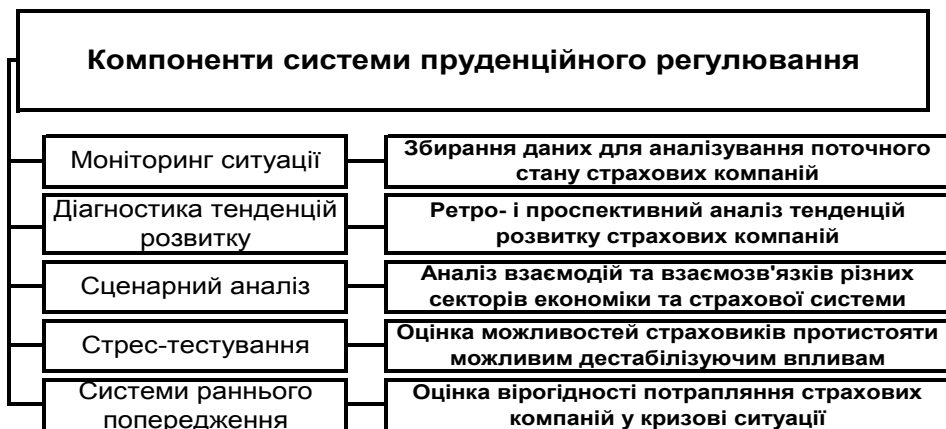 Компоненти системи пруденційного регулювання
Моніторинг ситуації
Збирання даних для аналізування поточного
стану страхових компаній
Діагностика тенденцій
розвитку
Ретро- і проспективний аналіз тенденцій
розвитку страхових компаній
Сценарний аналіз
Аналіз взаємодій та взаємозв'язків різних
секторів економіки та страхової системи
Стрес-тестування
Оцінка можливостей страховиків протистояти
можливим дестабілізуючим впливам
Системи раннього
попередження
Оцінка вірогідності потрапляння страхових
компаній у кризові ситуації